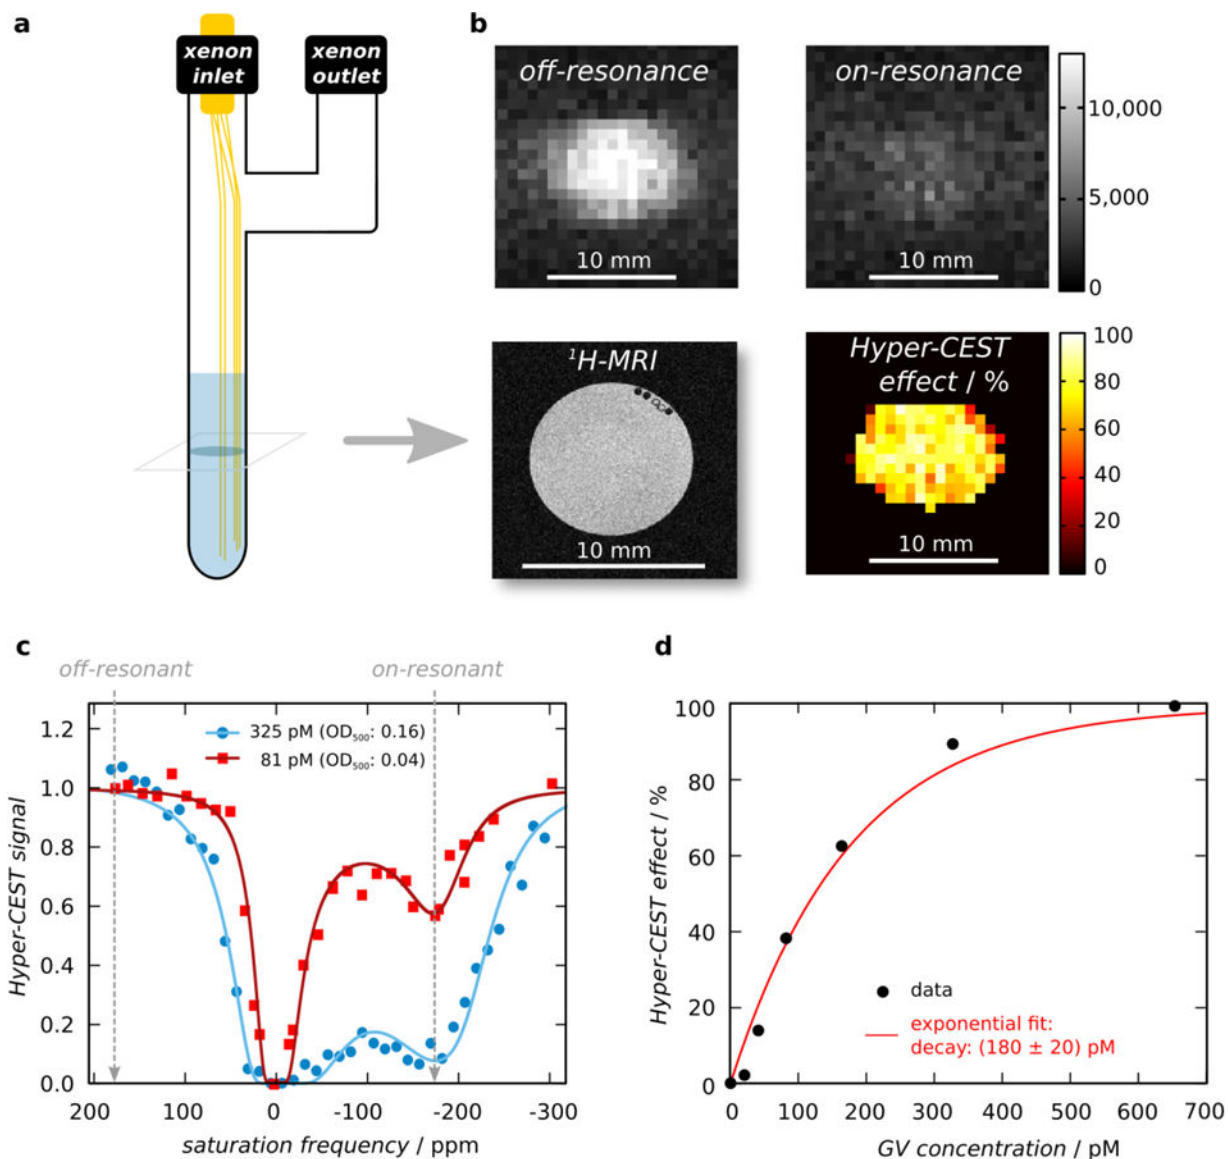 a
xenon
inlet
xenon
outlet
b
off-resonance
10 mm
on-resonance
10 mm
10,000
5,000
0
¹H-MRI
10 mm
Hyper-CEST
effect / %
10 mm
100
80
60
40
20
0
c
off-resonant
on-resonant
325 pM (OD₅₀₀: 0.16)
81 pM (OD₅₀₀: 0.04)
Hyper-CEST signal
1.2
1.0
0.8
0.6
0.4
0.2
0.0
200 100 0 -100 -200 -300
saturation frequency / ppm
d
Hyper-CEST effect / %
100
80
60
40
20
0
data
exponential fit:
decay: (180 ± 20) pM
0 100 200 300 400 500 600 700
GV concentration / pM